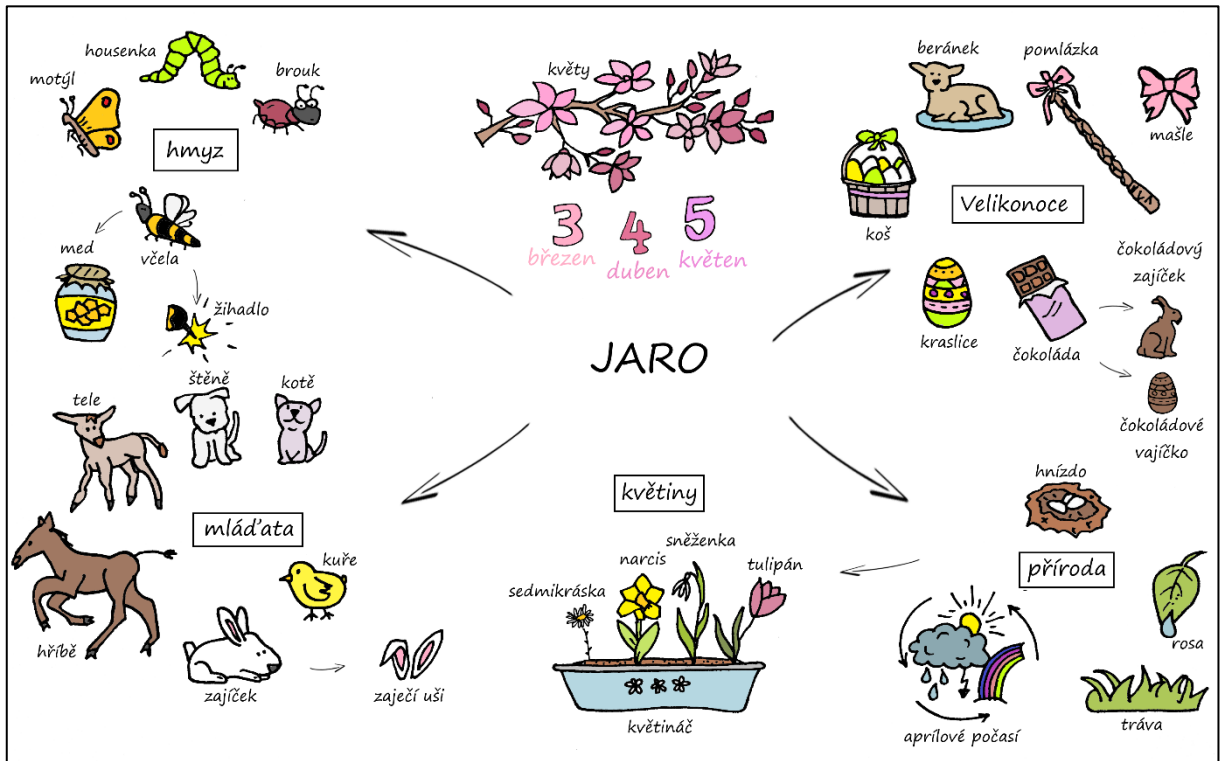 housenka
motýl
brouk
hmyz
včela
med
žihadlo
květy
3 4 5
březen
duben
květen
beránek
pomlázka
mašle
koš
Velikonoce
čokoládový
zajíček
kraslice
čokoláda
čokoládové
vajíčko
JARO
tele
štěně
kotě
mláďata
kuře
hříbě
zajíček
zaječí uši
květiny
sedmikráska
narcis
sněženka
tulipán
květináč
hnízdo
příroda
rosa
aprílové počasí
tráva